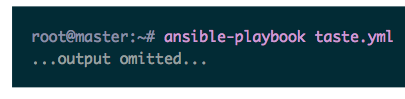 root@master:~# ansible-playbook taste.yml
...output omitted...